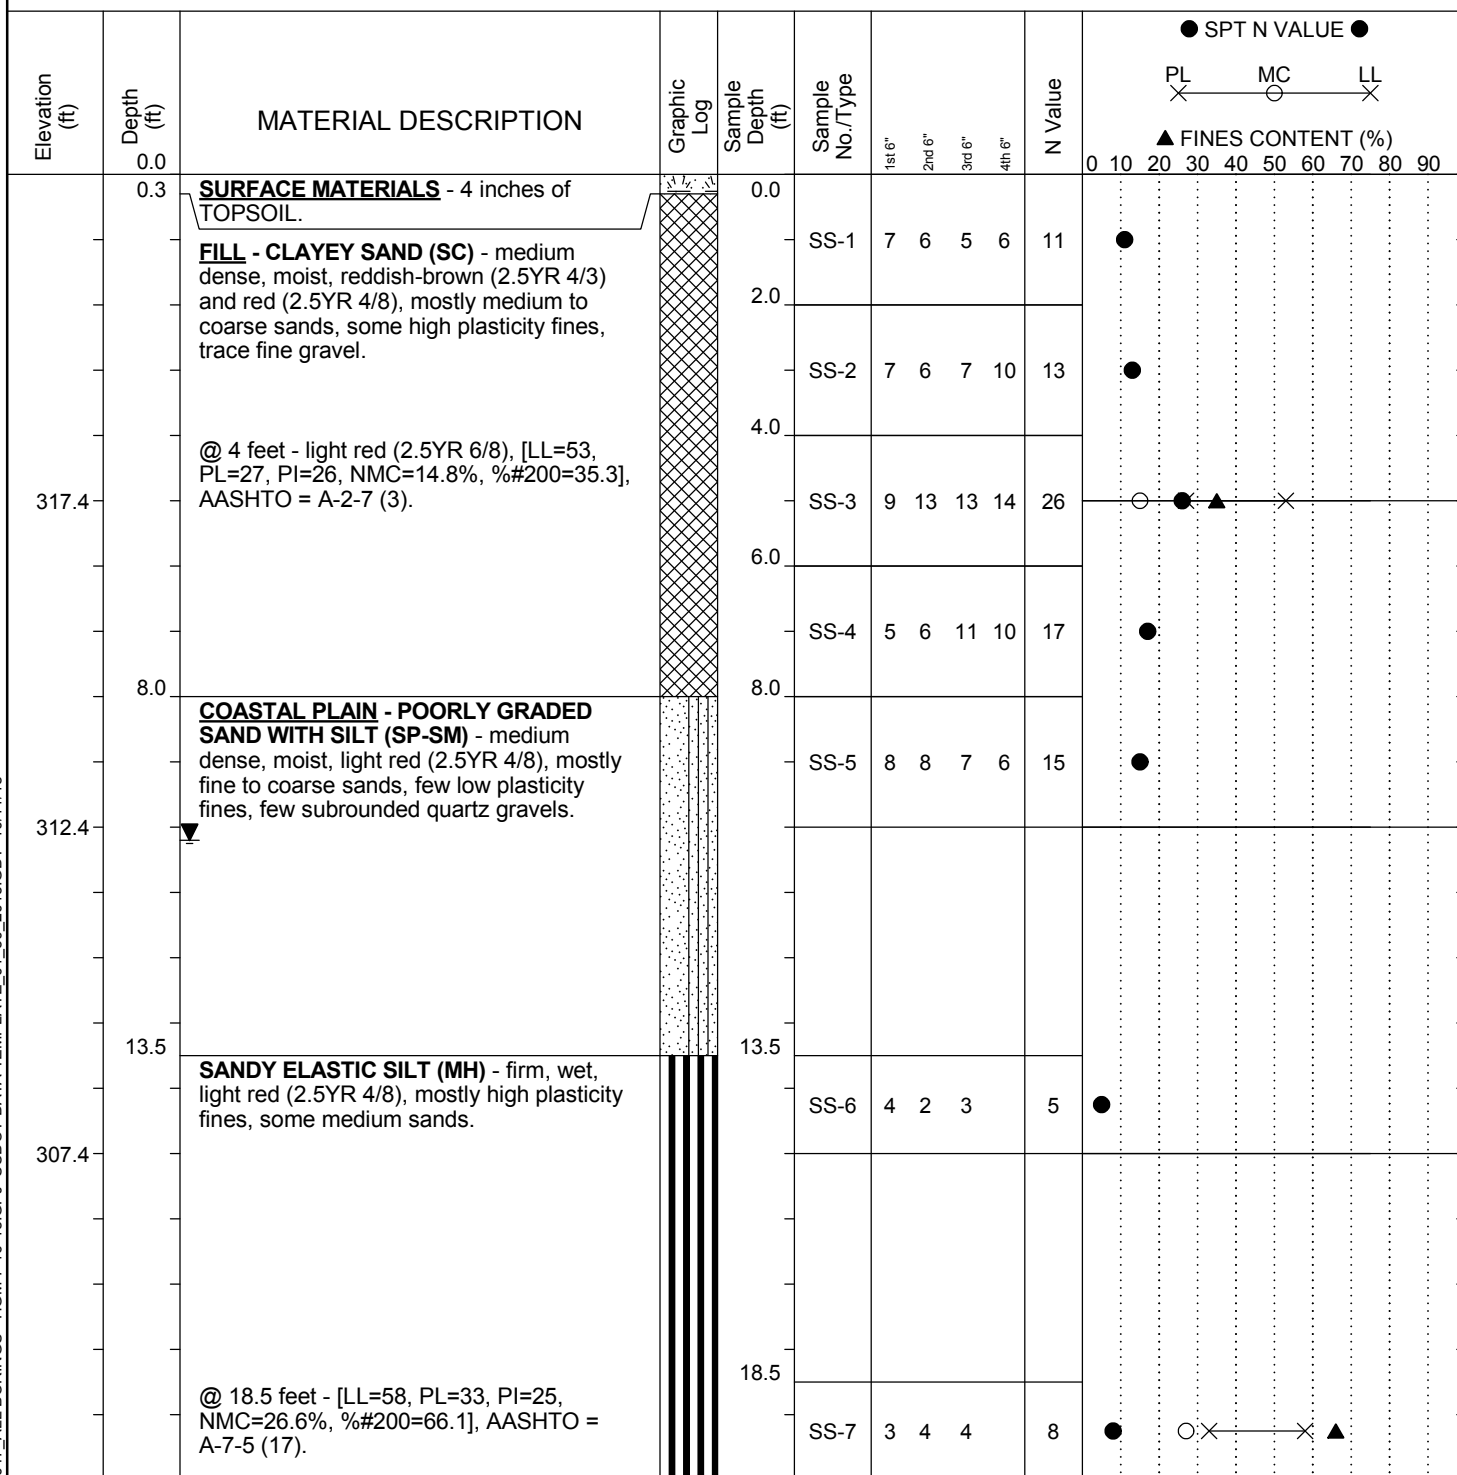 ● SPT N VALUE ●
PL MC LL
▲ FINES CONTENT (%)
0 10 20 30 40 50 60 70 80 90
Elevation (ft)
Depth (ft)
MATERIAL DESCRIPTION
Graphic Log
Sample Depth (ft)
Sample No./Type
1st 6"
2nd 6"
3rd 6"
4th 6"
N Value
0.0
0.3
SURFACE MATERIALS - 4 inches of
TOPSOIL.
0.0
FILL - CLAYEY SAND (SC) - medium
dense, moist, reddish-brown (2.5YR 4/3)
and red (2.5YR 4/8), mostly medium to
coarse sands, some high plasticity fines,
trace fine gravel.
SS-1 7 6 5 6 11
2.0
SS-2 7 6 7 10 13
4.0
@ 4 feet - light red (2.5YR 6/8), [LL=53,
PL=27, PI=26, NMC=14.8%, %#200=35.3],
AASHTO = A-2-7 (3).
317.4
SS-3 9 13 13 14 26
6.0
SS-4 5 6 11 10 17
8.0
8.0
COASTAL PLAIN - POORLY GRADED
SAND WITH SILT (SP-SM) - medium
dense, moist, light red (2.5YR 4/8), mostly
fine to coarse sands, few low plasticity
fines, few subrounded quartz gravels.
SS-5 8 8 7 6 15
312.4
13.5
13.5
SANDY ELASTIC SILT (MH) - firm, wet,
light red (2.5YR 4/8), mostly high plasticity
fines, some medium sands.
SS-6 4 2 3 5
307.4
18.5
@ 18.5 feet - [LL=58, PL=33, PI=25,
NMC=26.6%, %#200=66.1], AASHTO =
A-7-5 (17).
SS-7 3 4 4 8